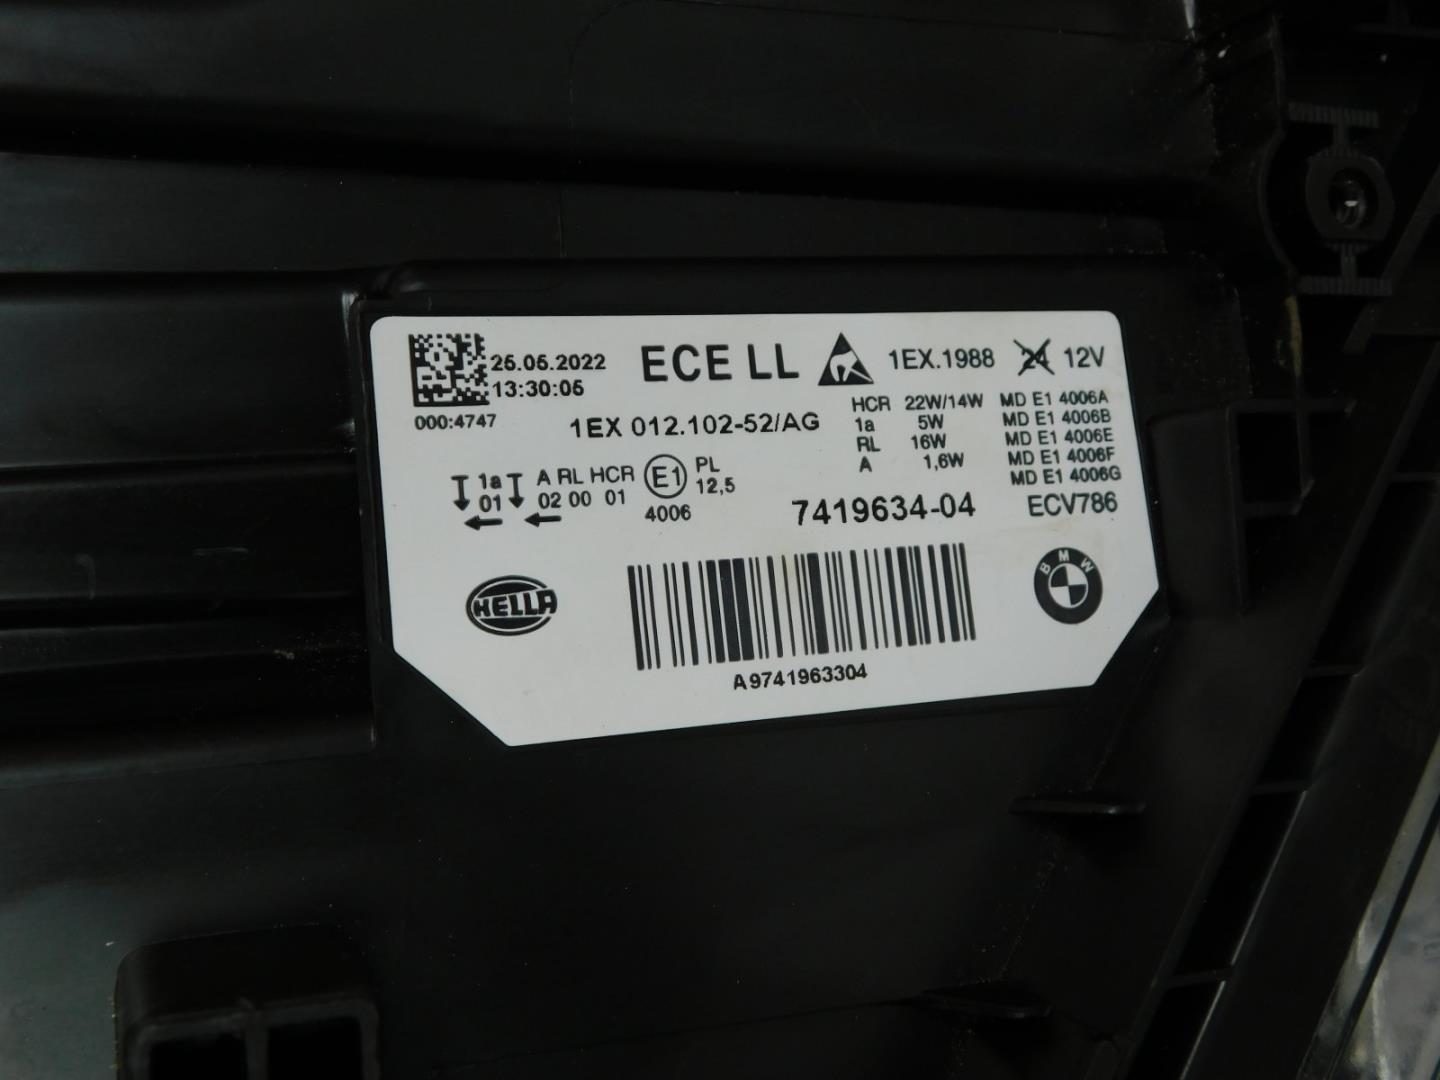 25.05.2022
13:30:05
000:4747
ECE LL
1EX.1988 24 12V
1EX 012.102-52/AG
HCR 22W/14W
1a 5W
RL 16W
A 1,6W
MD E1 4006A
MD E1 4006B
MD E1 4006E
MD E1 4006F
MD E1 4006G
1a A RL HCR E1 PL
01 02 00 01 12,5
4006
7419634-04
ECV786
HELLA
BMW
A9741963304